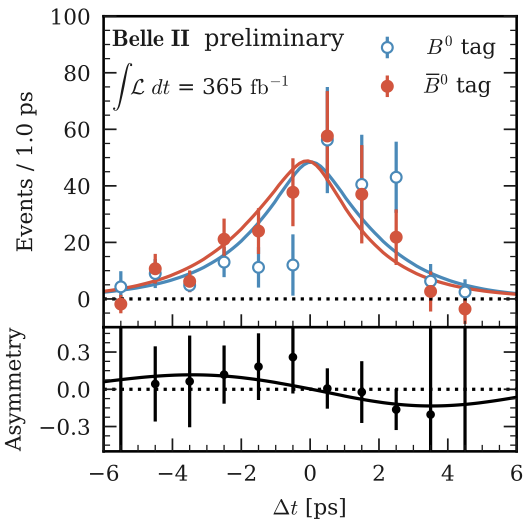 100
80
60
40
20
0
Events / 1.0 ps
Belle II preliminary
∫ℒ dt = 365 fb⁻¹
B⁰ tag
B̅⁰ tag
0.3
0.0
−0.3
Asymmetry
−6 −4 −2 0 2 4 6
Δt [ps]